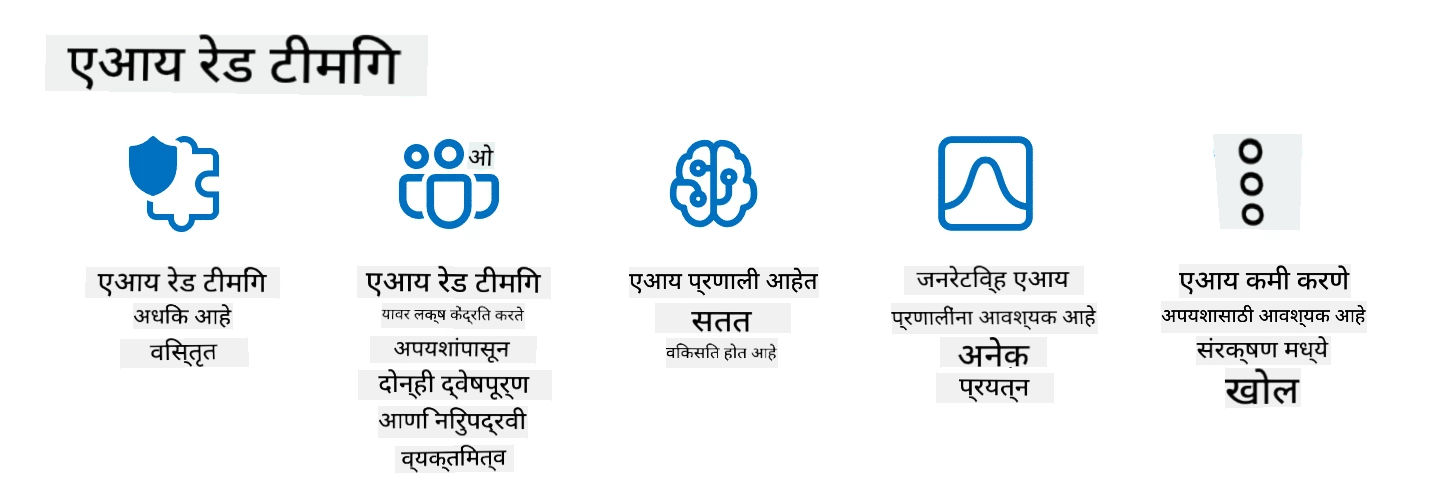 एआय रेड टीमिंग
ओ
एआय रेड टीमिंग
अधिक आहे
विस्तृत
एआय रेड टीमिंग
यावर लक्ष केंद्रित करते
अपयशांपासून
दोन्ही द्वेषपूर्ण
आणि निरुपद्रवी
व्यक्तिमत्व
एआय प्रणाली आहेत
सतत
विकसित होत आहे
जनरेटिव्ह एआय
प्रणालींना आवश्यक आहे
अनेक
प्रयत्न
एआय कमी करणे
अपयशासाठी आवश्यक आहे
संरक्षण मध्ये
खोल